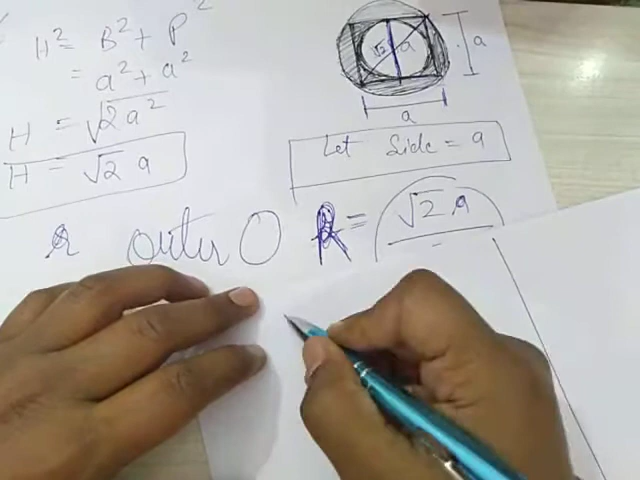 H² = B² + P²
= a² + a²
H = √2a²
H = √2 a
√2 a
a
a
Let Side = a
outer O R = √2 a